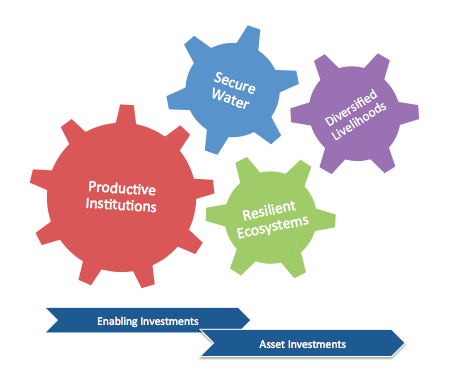 Secure
Water
Diversified
Livelihoods
Productive
Institutions
Resilient
Ecosystems
Enabling Investments
Asset Investments